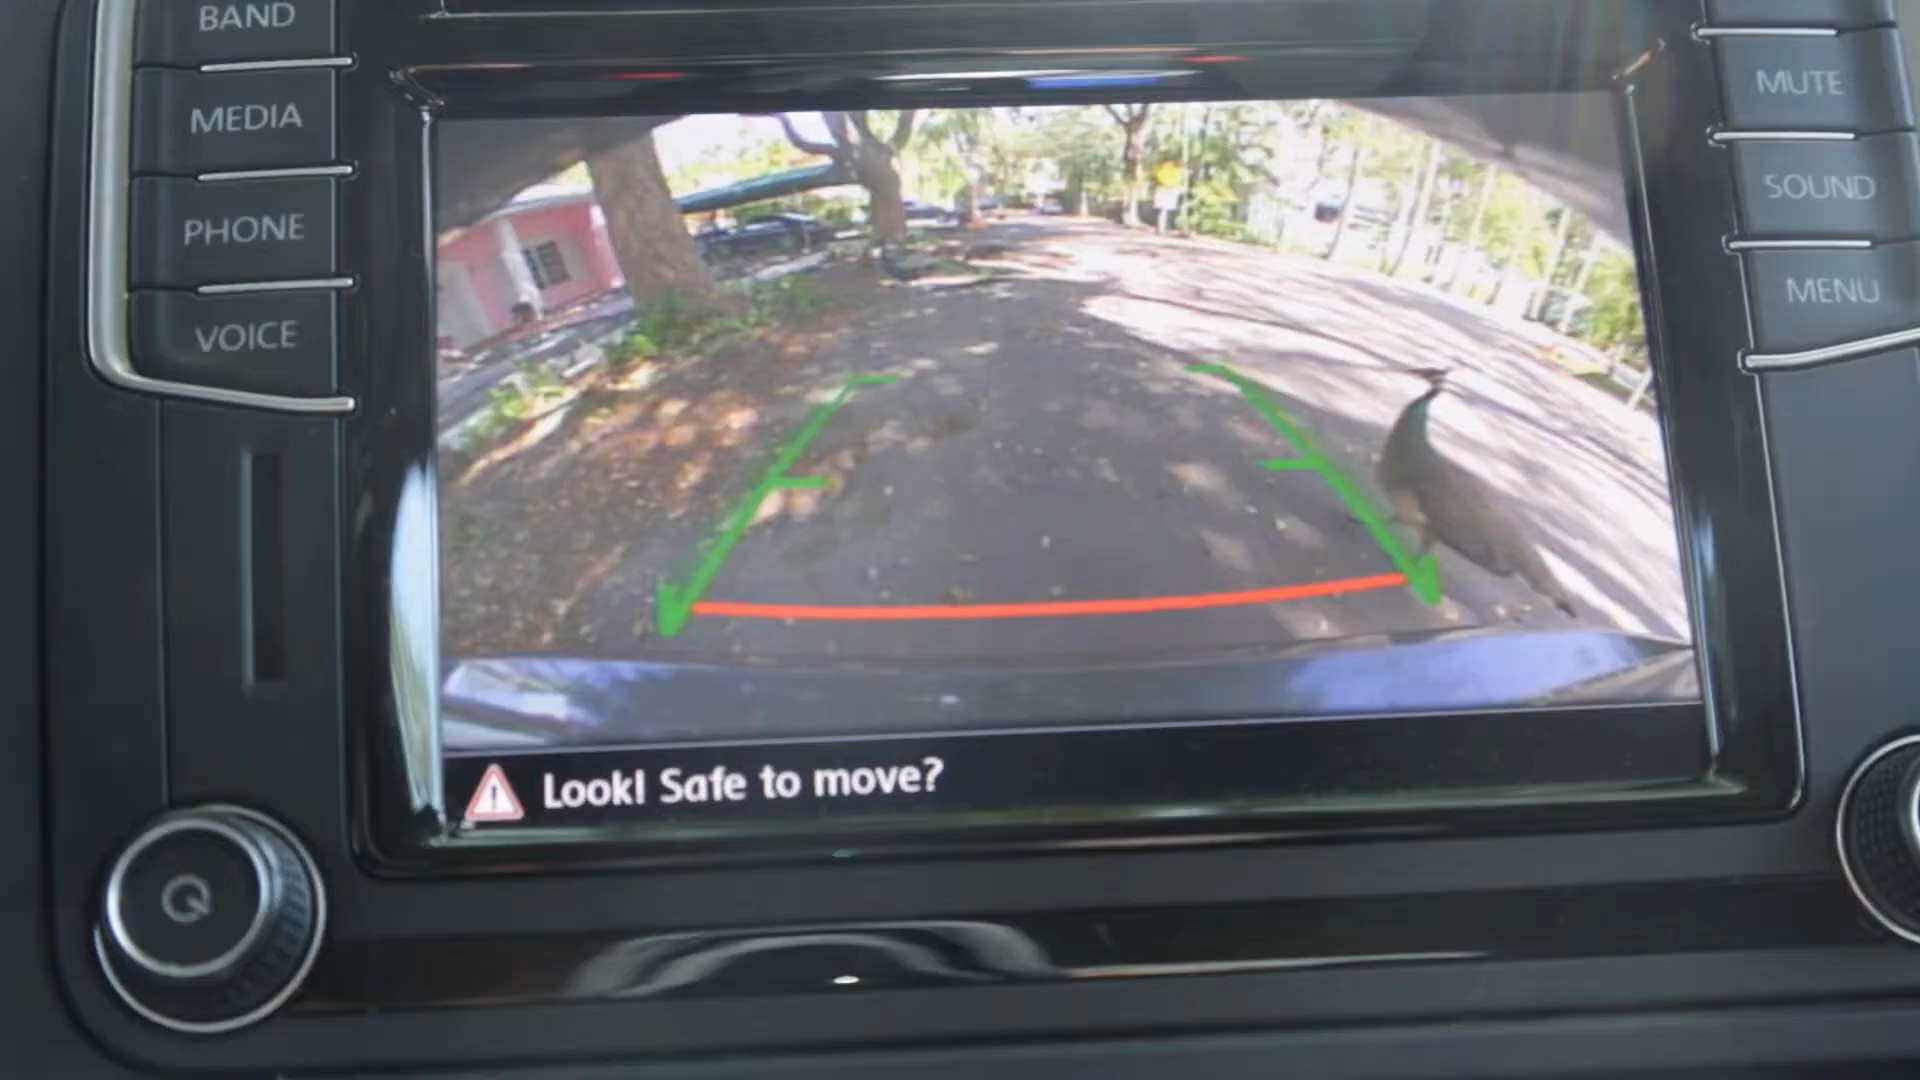 BAND
MEDIA
PHONE
VOICE
MUTE
SOUND
MENU
Look! Safe to move?